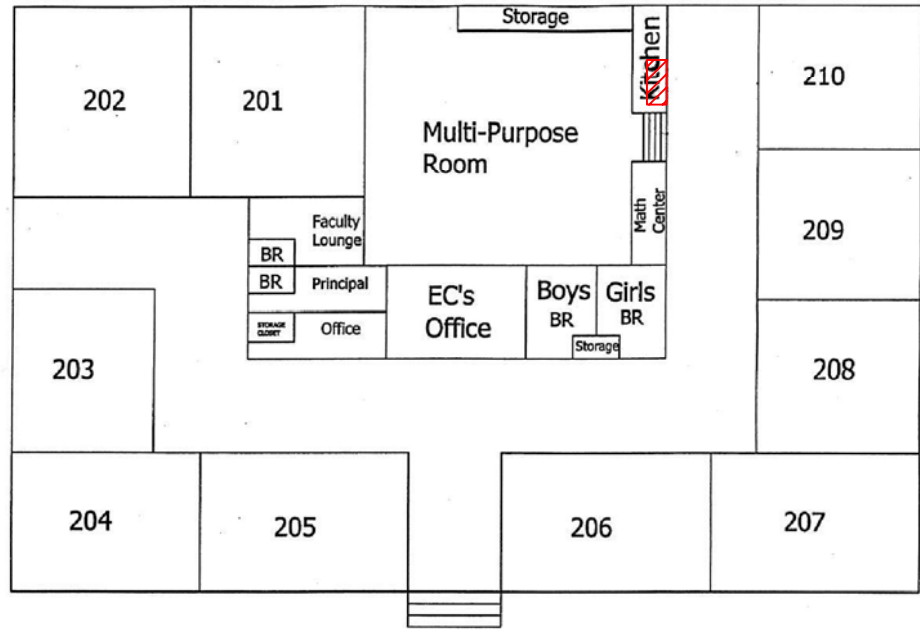 Storage
Kitchen
202
201
210
Multi-Purpose
Room
Math
Center
Faculty
Lounge
209
BR
BR
Principal
EC's
Office
Boys
BR
Girls
BR
STORAGE
CLOSET
Office
Storage
203
208
204
205
206
207